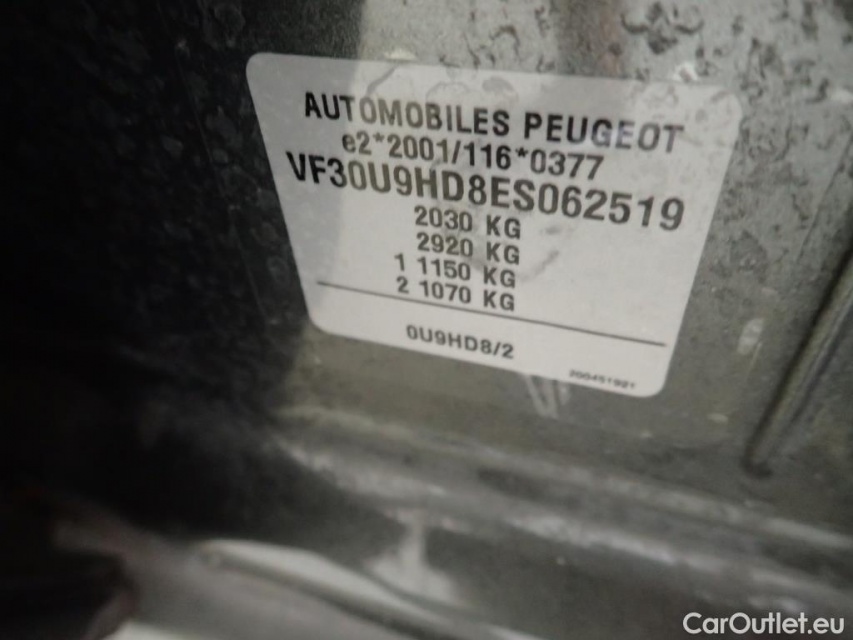 AUTOMOBILES PEUGEOT
e2*2001/116*0377
VF30U9HD8ES062519
2030 KG
2920 KG
1 1150 KG
2 1070 KG
0U9HD8/2
200451921
CarOutlet.eu